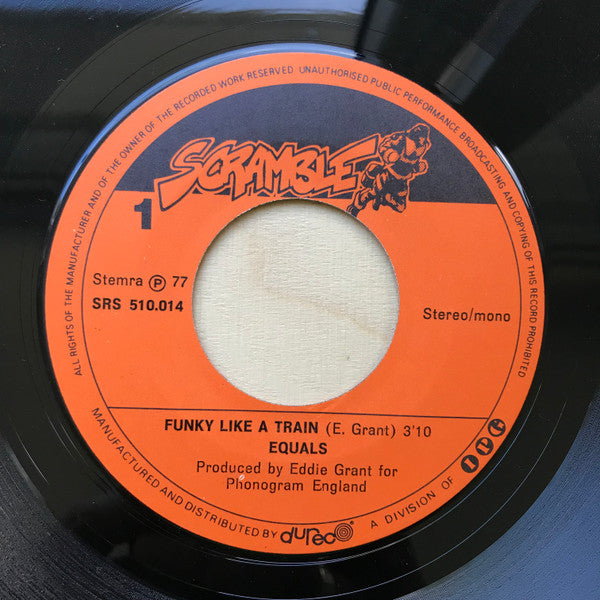 ALL RIGHTS OF THE MANUFACTURER AND OF THE OWNER OF THE RECORDED WORK RESERVED UNAUTHORISED PUBLIC PERFORMANCE BROADCASTING AND COPYING OF THIS RECORD PROHIBITED
SCRAMBLE
1
Stemra Ⓟ 77
SRS 510.014
Stereo/mono
FUNKY LIKE A TRAIN (E. Grant) 3'10
EQUALS
Produced by Eddie Grant for
Phonogram England
MANUFACTURED AND DISTRIBUTED BY dureco A DIVISION OF